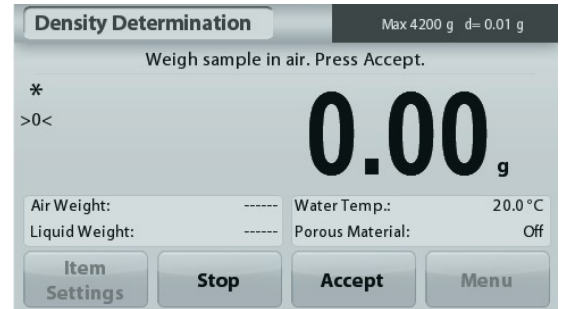 Density Determination Max 4200 g d= 0.01 g
Weigh sample in air. Press Accept.
*
>0<
0.00 g
Air Weight: ------ Water Temp.: 20.0 °C
Liquid Weight: ------ Porous Material: Off
Item Settings Stop Accept Menu